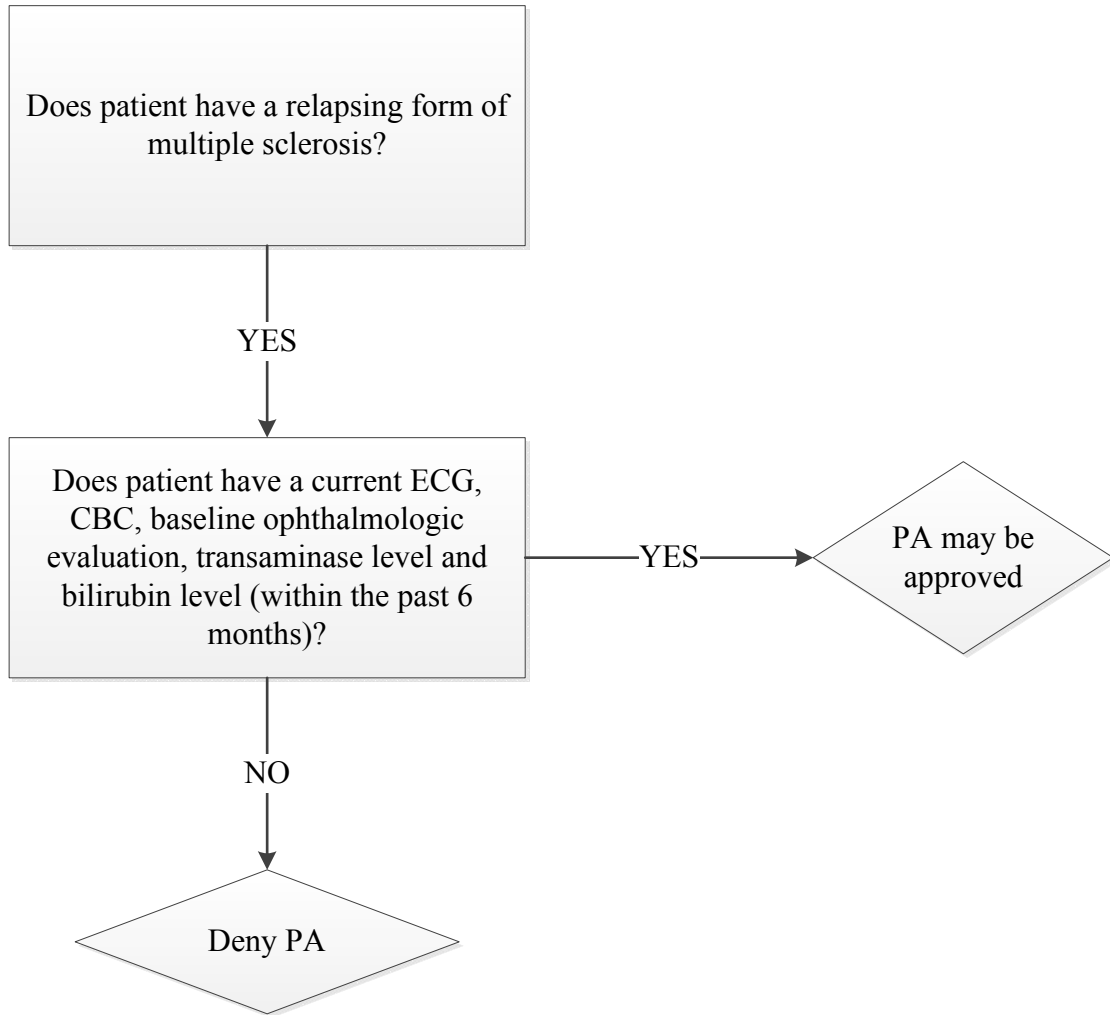 Does patient have a relapsing form of
multiple sclerosis?
YES
Does patient have a current ECG,
CBC, baseline ophthalmologic
evaluation, transaminase level and
bilirubin level (within the past 6
months)?
YES
PA may be
approved
NO
Deny PA